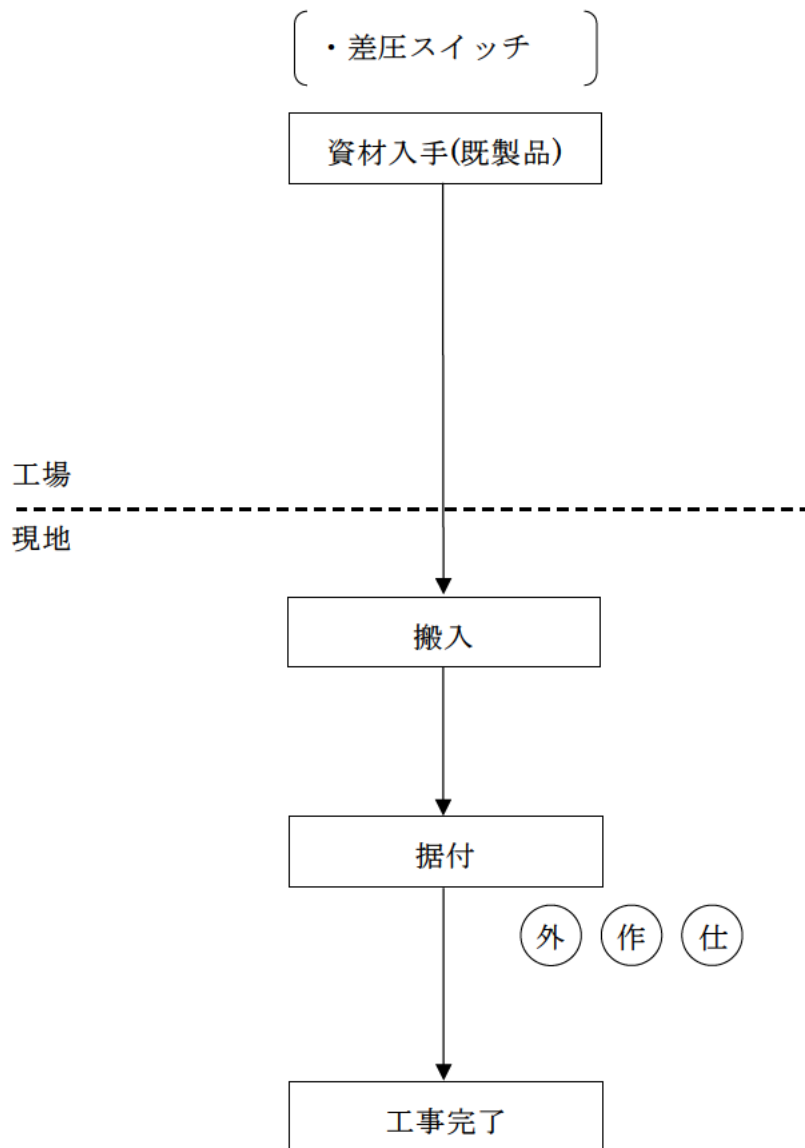 ・差圧スイッチ
資材入手(既製品)
工場
現地
搬入
据付
外 作 仕
工事完了